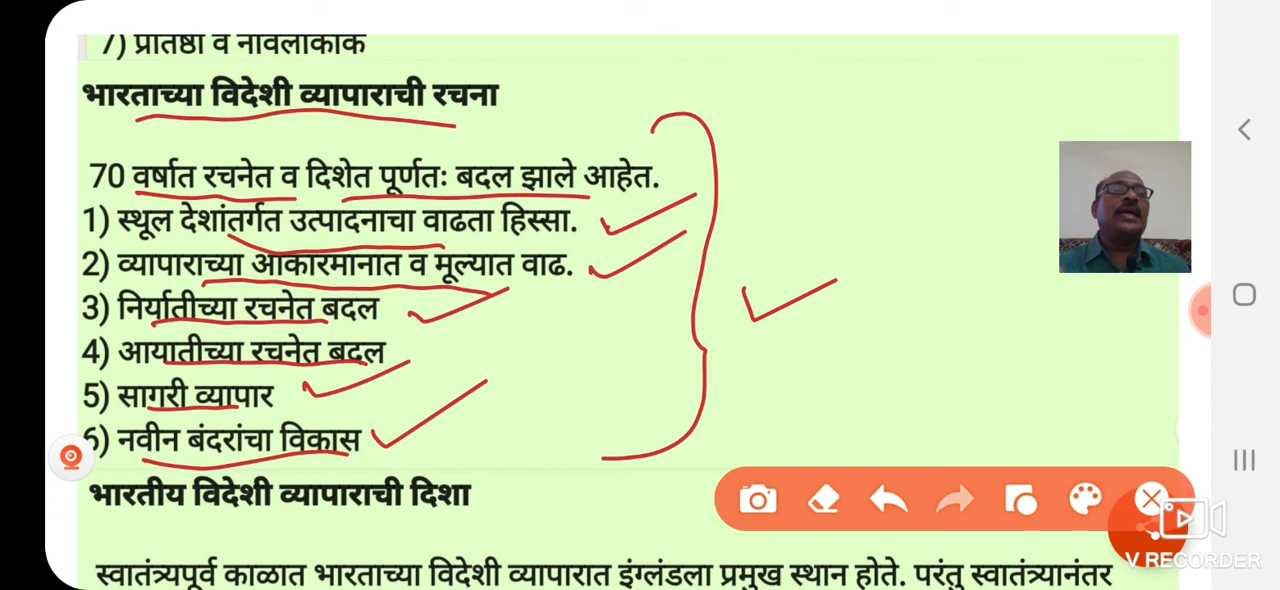 7) प्रतिष्ठा व नावलौकिक
भारताच्या विदेशी व्यापाराची रचना
70 वर्षात रचनेत व दिशेत पूर्णतः बदल झाले आहेत.
1) स्थूल देशांतर्गत उत्पादनाचा वाढता हिस्सा.
2) व्यापाराच्या आकारमानात व मूल्यात वाढ.
3) निर्यातीच्या रचनेत बदल
4) आयातीच्या रचनेत बदल
5) सागरी व्यापार
6) नवीन बंदरांचा विकास
भारतीय विदेशी व्यापाराची दिशा
स्वातंत्र्यपूर्व काळात भारताच्या विदेशी व्यापारात इंग्लंडला प्रमुख स्थान होते. परंतु स्वातंत्र्यानंतर
V RECORDER